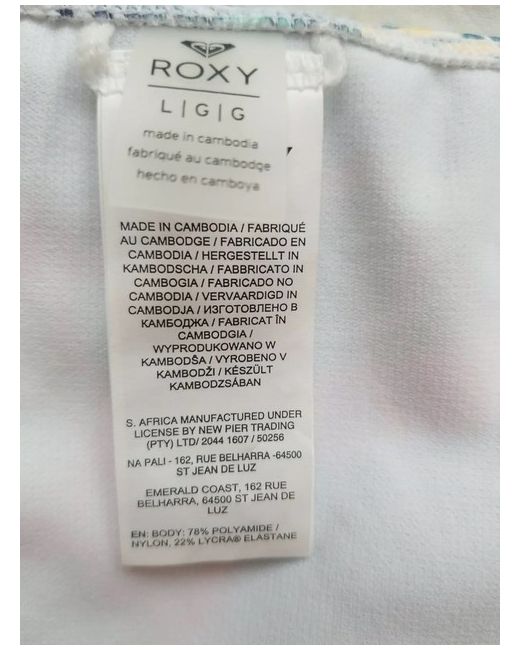 ROXY
L | G | G
made in cambodia
fabriqué au cambodge
hecho en camboya
MADE IN CAMBODIA / FABRIQUÉ
AU CAMBODGE / FABRICADO EN
CAMBODIA / HERGESTELLT IN
KAMBODSCHA / FABBRICATO IN
CAMBOGIA / FABRICADO NO
CAMBODIA / VERVAARDIGD IN
CAMBODJA / ИЗГОТОВЛЕНО В
КАМБОДЖА / FABRICAT ÎN
CAMBODGIA /
WYPRODUKOWANO W
KAMBODŠA / VYROBENO V
KAMBODŽI / KÉSZÜLT
KAMBODZSÁBAN
S. AFRICA MANUFACTURED UNDER
LICENSE BY NEW PIER TRADING
(PTY) LTD/ 2044 1607 / 50256
NA PALI - 162, RUE BELHARRA -64500
ST JEAN DE LUZ
EMERALD COAST, 162 RUE
BELHARRA, 64500 ST JEAN DE
LUZ
EN: BODY: 78% POLYAMIDE /
NYLON, 22% LYCRA® ELASTANE